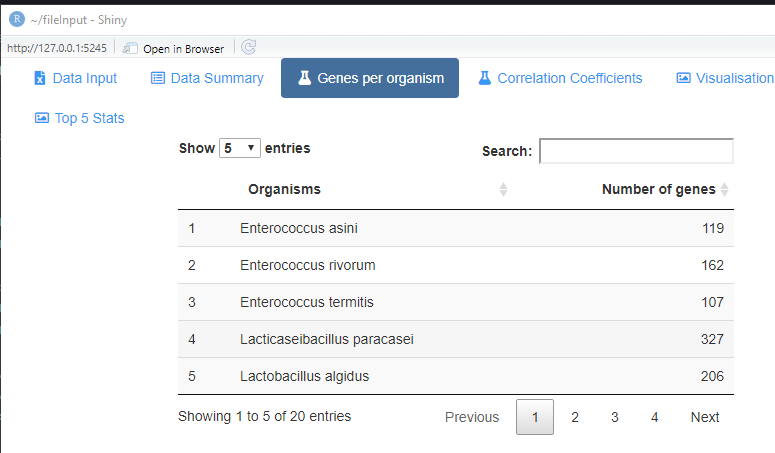 R ~/fileInput - Shiny
http://127.0.0.1:5245 Open in Browser
Data Input Data Summary Genes per organism Correlation Coefficients Visualisation
Top 5 Stats
Show 5 entries Search:
Organisms Number of genes
1 Enterococcus asini 119
2 Enterococcus rivorum 162
3 Enterococcus termitis 107
4 Lacticaseibacillus paracasei 327
5 Lactobacillus algidus 206
Showing 1 to 5 of 20 entries Previous 1 2 3 4 Next